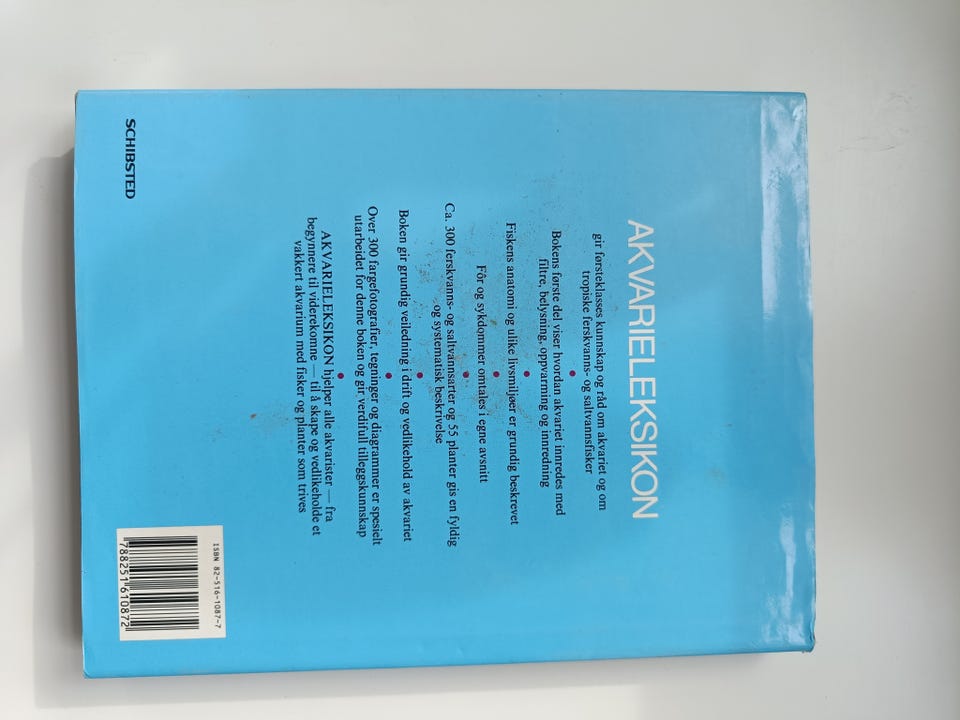 AKVARIELEKSIKON
gir førsteklasses kunnskap og råd om akvariet og om
tropiske ferskvanns- og saltvannsfisker
•
Bokens første del viser hvordan akvariet innredes med
filtre, belysning, oppvarming og innredning
•
Fiskens anatomi og ulike livsmiljøer er grundig beskrevet
•
Fôr og sykdommer omtales i egne avsnitt
•
Ca. 300 ferskvanns- og saltvannsarter og 55 planter gis en fyldig
og systematisk beskrivelse
•
Boken gir grundig veiledning i drift og vedlikehold av akvariet
•
Over 300 fargefotografier, tegninger og diagrammer er spesielt
utarbeidet for denne boken og gir verdifull tilleggskunnskap
•
AKVARIELEKSIKON hjelper alle akvarister — fra
begynnere til viderekomne — til å skape og vedlikeholde et
vakkert akvarium med fisker og planter som trives
ISBN 82-516-1087-7
788251 610872
SCHIBSTED